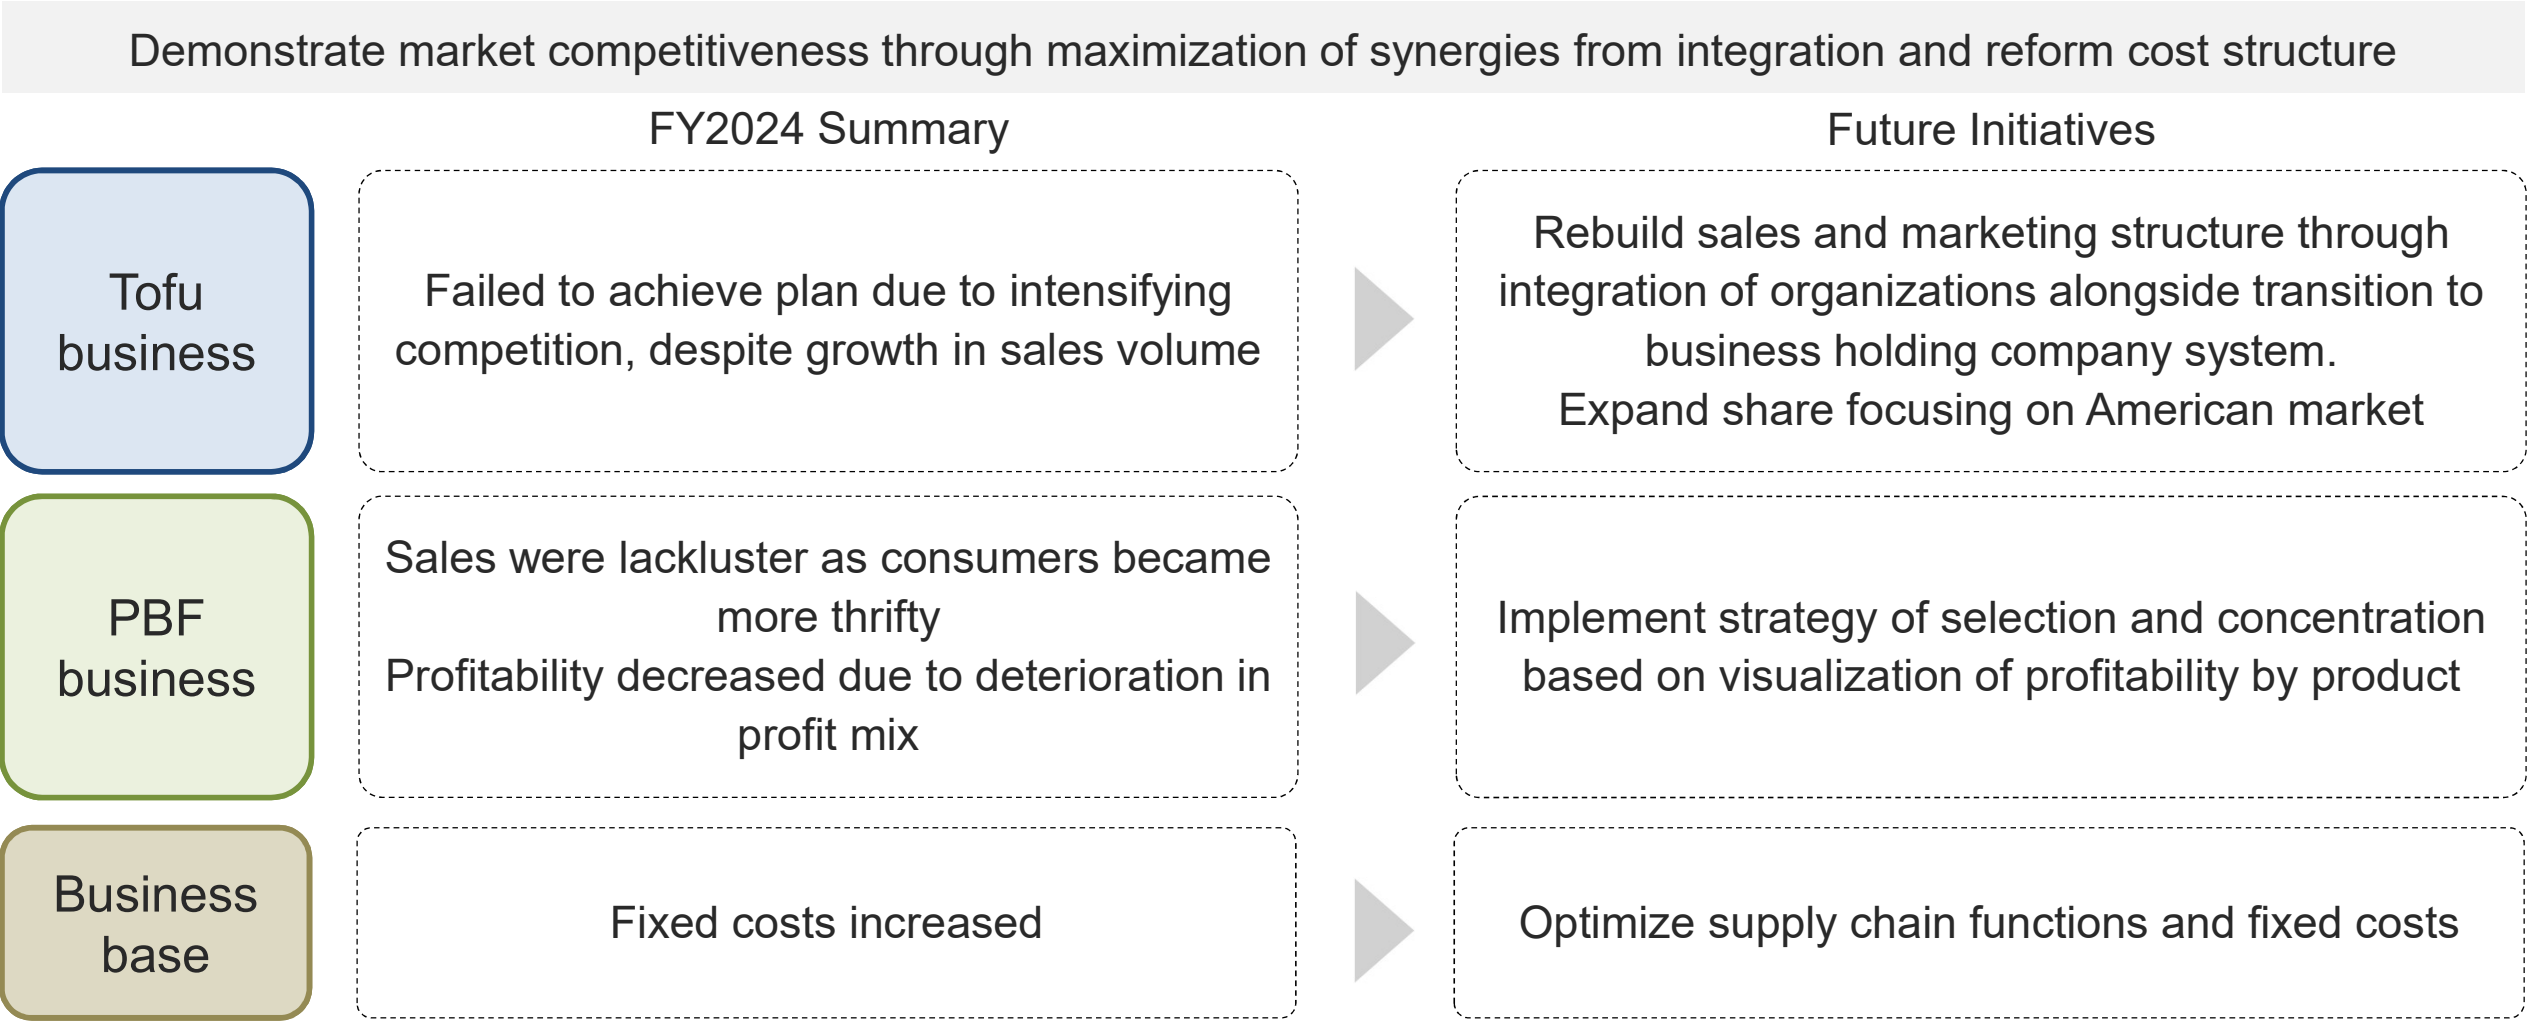 Demonstrate market competitiveness through maximization of synergies from integration and reform cost structure
FY2024 Summary
Future Initiatives
Tofu
business
Failed to achieve plan due to intensifying
competition, despite growth in sales volume
Rebuild sales and marketing structure through
integration of organizations alongside transition to
business holding company system.
Expand share focusing on American market
PBF
business
Sales were lackluster as consumers became
more thrifty
Profitability decreased due to deterioration in
profit mix
Implement strategy of selection and concentration
based on visualization of profitability by product
Business
base
Fixed costs increased
Optimize supply chain functions and fixed costs